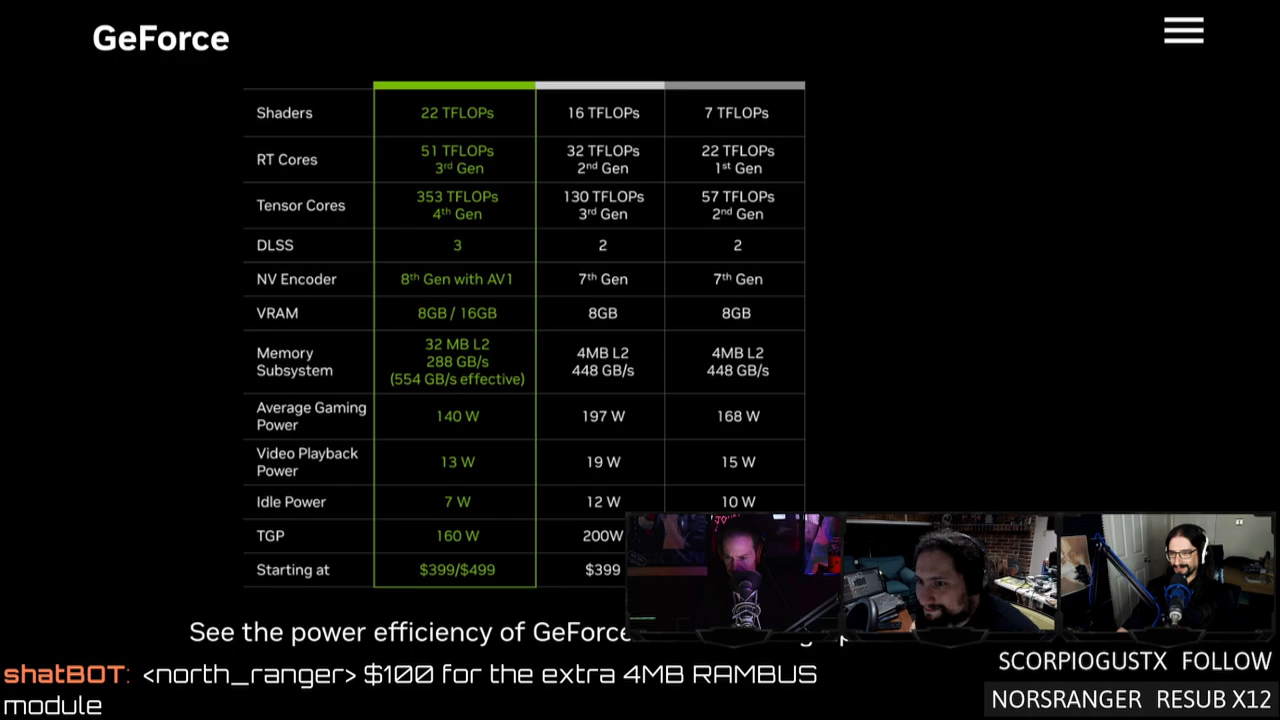 GeForce
Shaders 22 TFLOPs 16 TFLOPs 7 TFLOPs
RT Cores 51 TFLOPs 3rd Gen 32 TFLOPs 2nd Gen 22 TFLOPs 1st Gen
Tensor Cores 353 TFLOPs 4th Gen 130 TFLOPs 3rd Gen 57 TFLOPs 2nd Gen
DLSS 3 2 2
NV Encoder 8th Gen with AV1 7th Gen 7th Gen
VRAM 8GB / 16GB 8GB 8GB
Memory Subsystem 32 MB L2 288 GB/s (554 GB/s effective) 4MB L2 448 GB/s 4MB L2 448 GB/s
Average Gaming Power 140 W 197 W 168 W
Video Playback Power 13 W 19 W 15 W
Idle Power 7 W 12 W 10 W
TGP 160 W 200W
Starting at $399/$499 $399
See the power efficiency of GeForce
shatBOT: <north_ranger> $100 for the extra 4MB RAMBUS
module
SCORPIOGUSTX FOLLOW
NORSRANGER RESUB X12